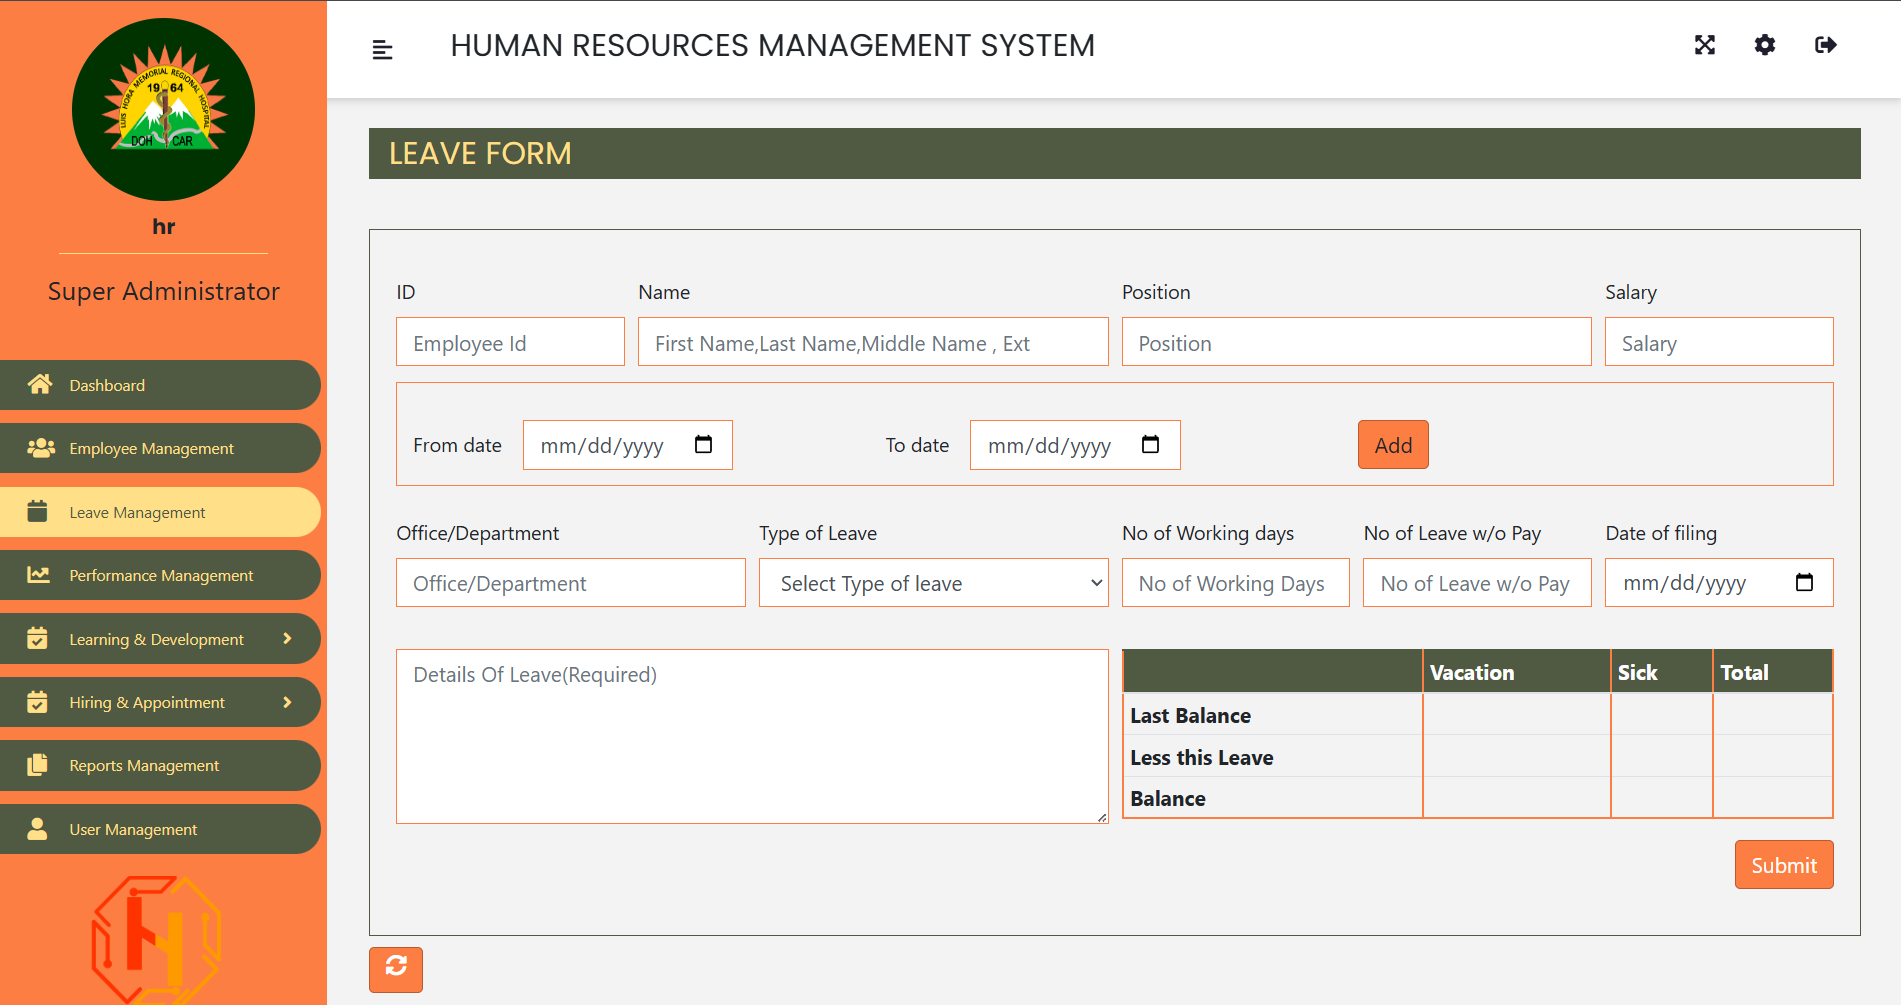 LUIS HORA MEMORIAL REGIONAL HOSPITAL
19 64
DOH CAR
hr
Super Administrator
Dashboard
Employee Management
Leave Management
Performance Management
Learning & Development
Hiring & Appointment
Reports Management
User Management
HUMAN RESOURCES MANAGEMENT SYSTEM
LEAVE FORM
ID Name Position Salary
Employee Id First Name,Last Name,Middle Name , Ext Position Salary
From date mm/dd/yyyy To date mm/dd/yyyy Add
Office/Department Type of Leave No of Working days No of Leave w/o Pay Date of filing
Office/Department Select Type of leave No of Working Days No of Leave w/o Pay mm/dd/yyyy
Details Of Leave(Required)
Vacation Sick Total
Last Balance
Less this Leave
Balance
Submit